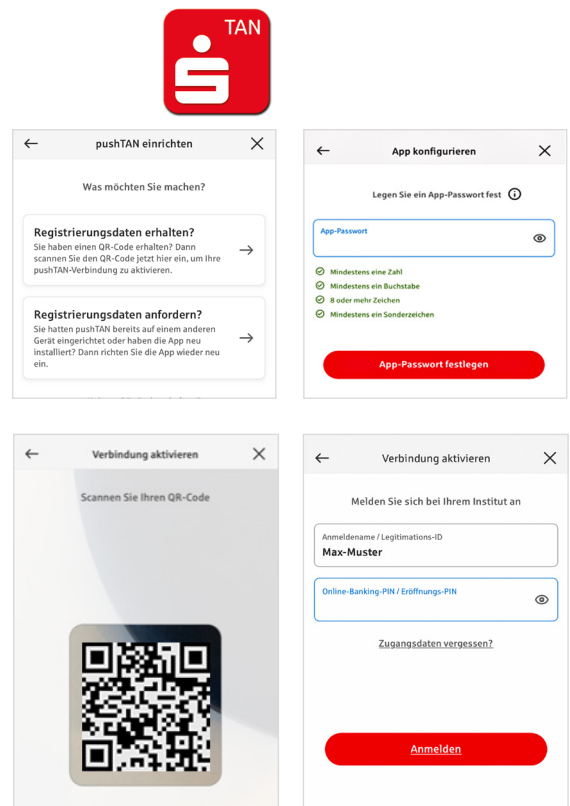 TAN
pushTAN einrichten
Was möchten Sie machen?
Registrierungsdaten erhalten?
Sie haben einen QR-Code erhalten? Dann
scannen Sie den QR-Code jetzt hier ein, um Ihre
pushTAN-Verbindung zu aktivieren.
Registrierungsdaten anfordern?
Sie hatten pushTAN bereits auf einem anderen
Gerät eingerichtet oder haben die App neu
installiert? Dann richten Sie die App wieder neu
ein.
App konfigurieren
Legen Sie ein App-Passwort fest
App-Passwort
Mindestens eine Zahl
Mindestens ein Buchstabe
8 oder mehr Zeichen
Mindestens ein Sonderzeichen
App-Passwort festlegen
Verbindung aktivieren
Scannen Sie Ihren QR-Code
Verbindung aktivieren
Melden Sie sich bei Ihrem Institut an
Anmeldename / Legitimations-ID
Max-Muster
Online-Banking-PIN / Eröffnungs-PIN
Zugangsdaten vergessen?
Anmelden